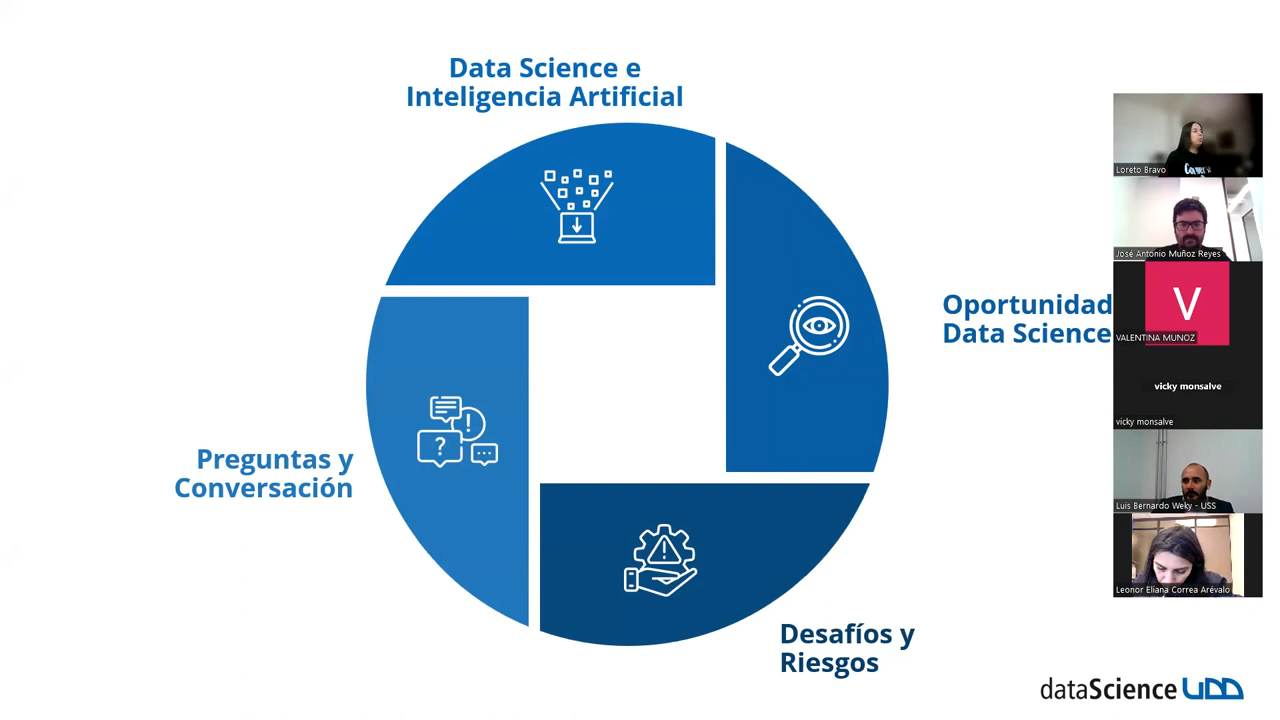 Data Science e
Inteligencia Artificial
Oportunidad
Data Science
Preguntas y
Conversación
Desafíos y
Riesgos
Loreto Bravo
José Antonio Muñoz Reyes
V
VALENTINA MUNOZ
vicky monsalve
vicky monsalve
Luis Bernardo Weky - USS
Leonor Eliana Correa Arévalo
dataScience UDD